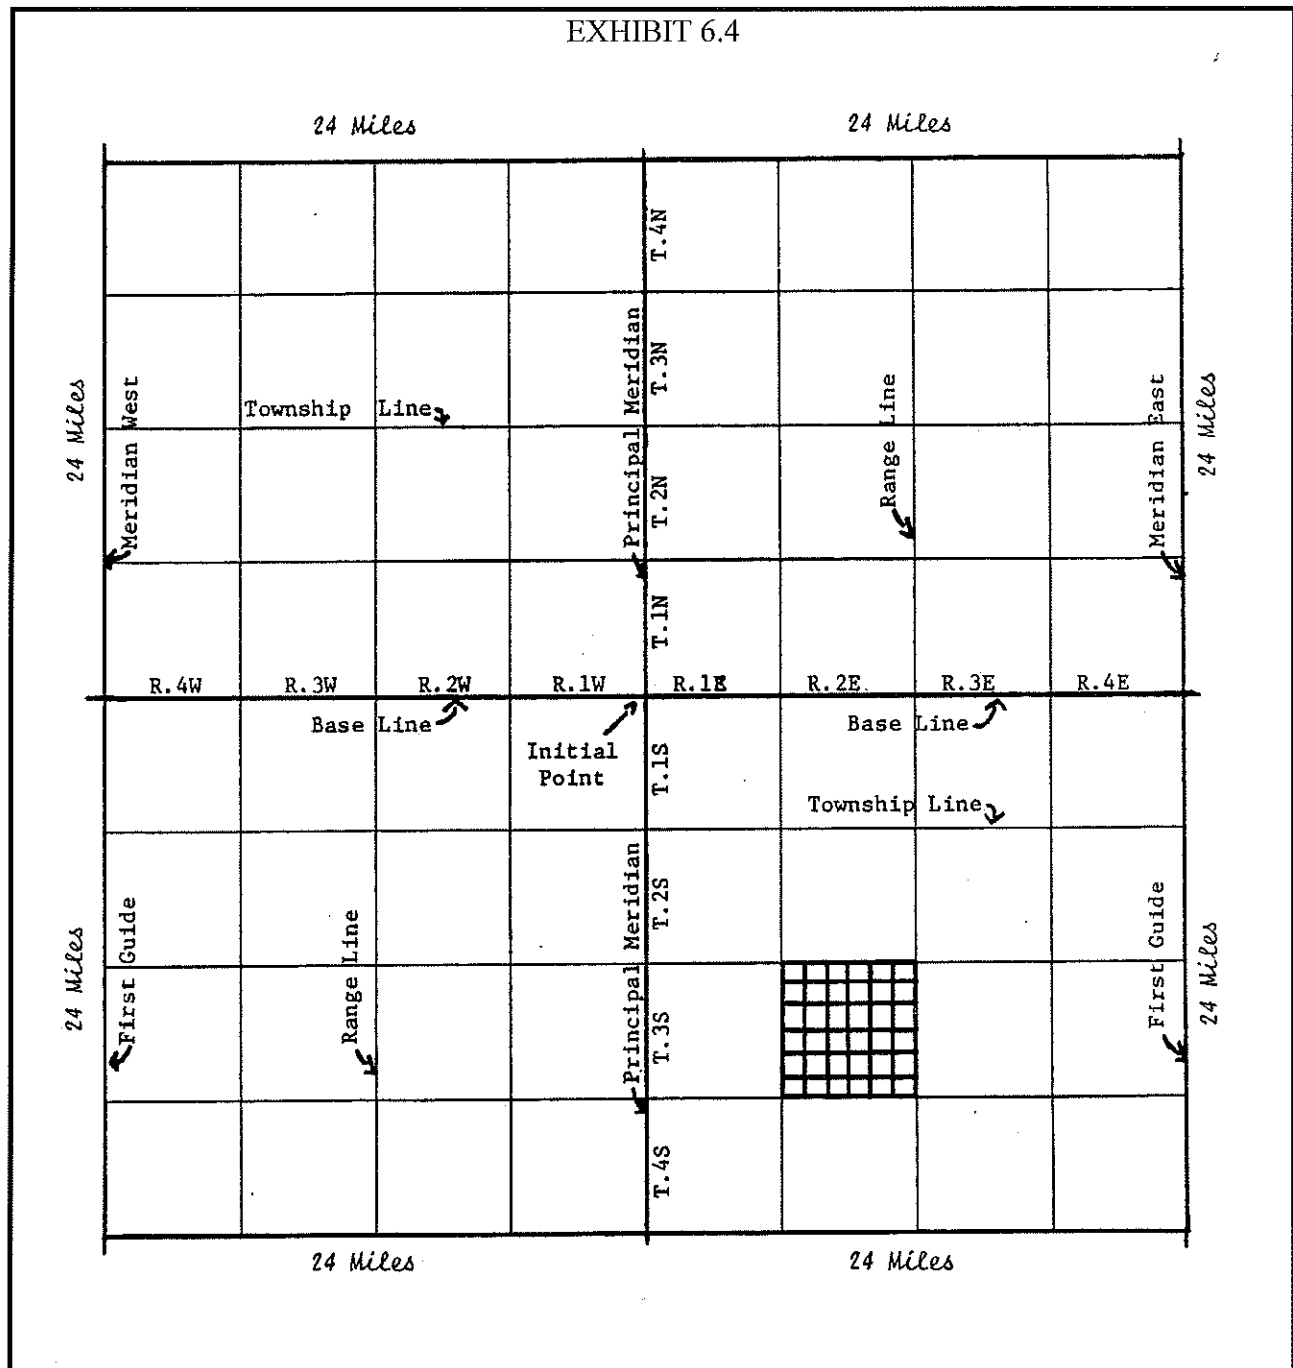 EXHIBIT 6.4
24 Miles
24 Miles
T.4N
T.3N
T.2N
T.1N
Principal Meridian
24 Miles
Meridian West
Township Line
Range Line
Meridian East
24 Miles
R.4W
R.3W
R.2W
R.1W
R.1E
R.2E
R.3E
R.4E
Base Line
Initial
Point
Base Line
Township Line
T.1S
T.2S
T.3S
T.4S
Principal Meridian
24 Miles
First Guide
Range Line
First Guide
24 Miles
24 Miles
24 Miles